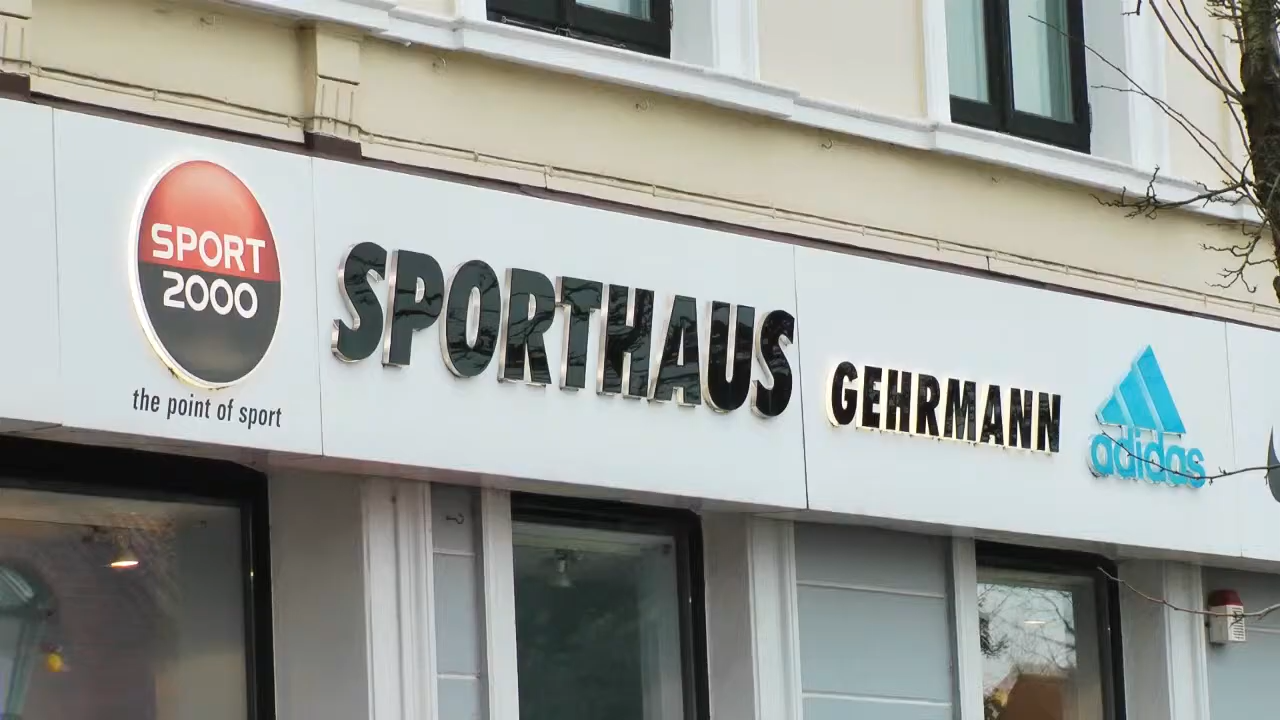 SPORT
2000
the point of sport
SPORTHAUS
GEHRMANN
adidas